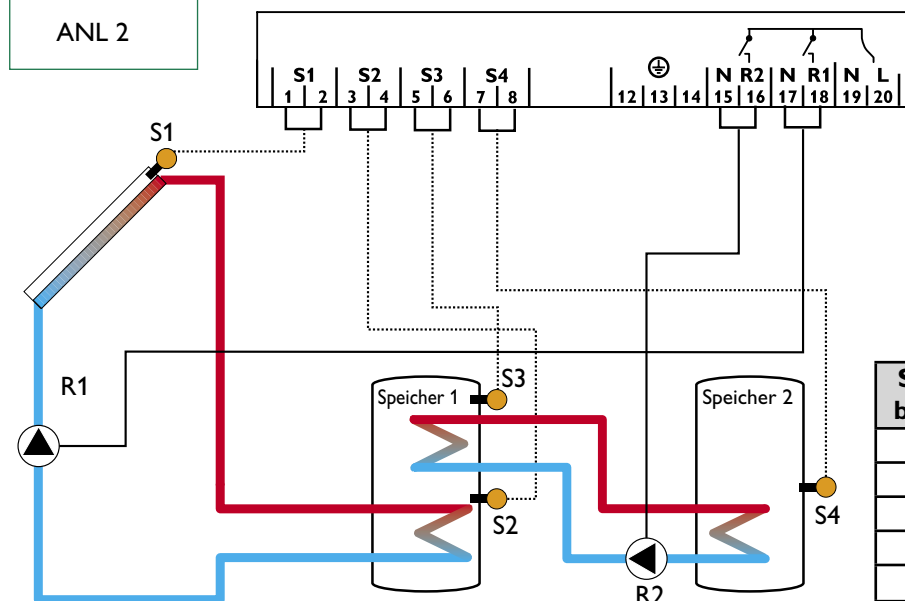 ANL 2
S1 S2 S3 S4 N R2 N R1 N L
1 2 3 4 5 6 7 8 12 13 14 15 16 17 18 19 20
S1
R1
Speicher 1
S3
Speicher 2
S2
S4
R2